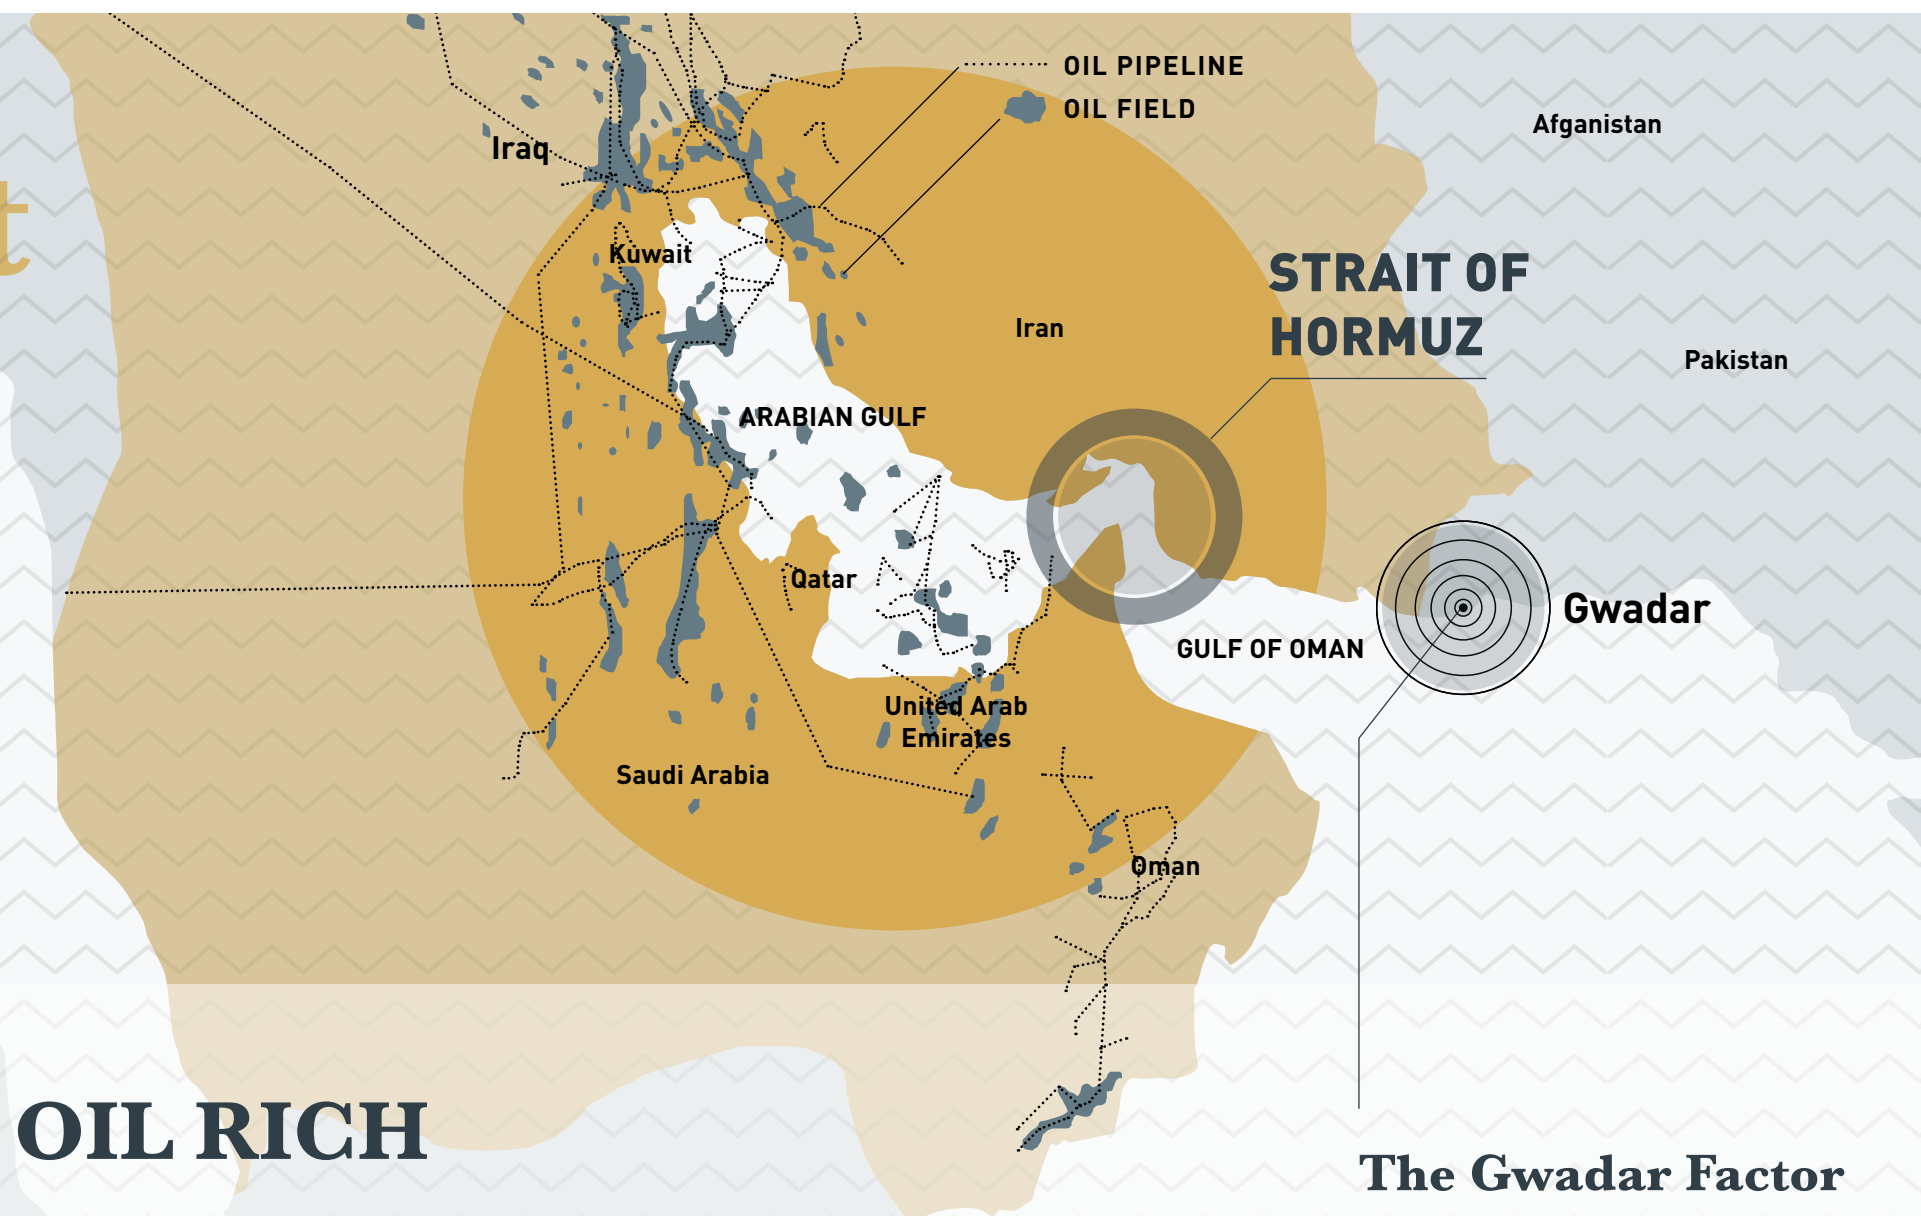 OIL PIPELINE
OIL FIELD
Afganistan
Iraq
t
Kuwait
STRAIT OF
HORMUZ
Iran
Pakistan
ARABIAN GULF
Qatar
Gwadar
GULF OF OMAN
United Arab
Emirates
Saudi Arabia
Oman
OIL RICH
The Gwadar Factor